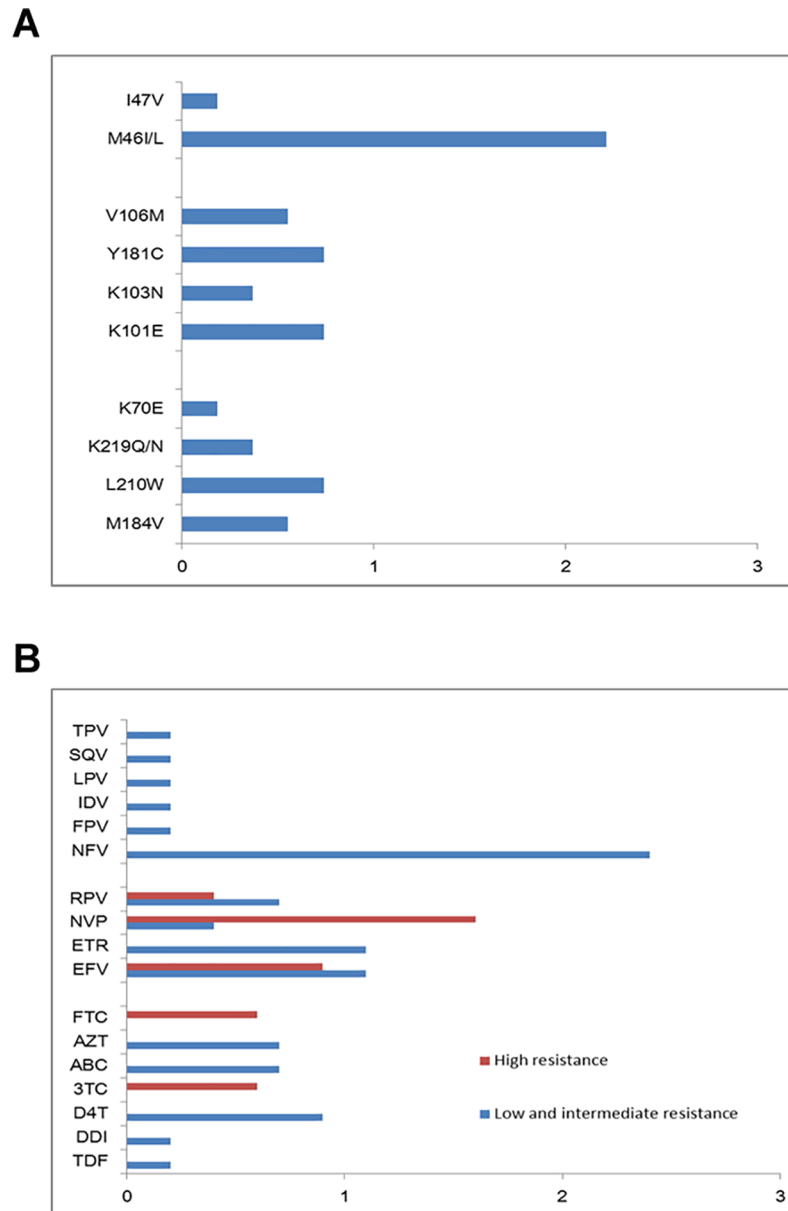 A
I47V
M46I/L
V106M
Y181C
K103N
K101E
K70E
K219Q/N
L210W
M184V
0 1 2 3
B
TPV
SQV
LPV
IDV
FPV
NFV
RPV
NVP
ETR
EFV
FTC
AZT
ABC
High resistance
3TC
D4T
Low and intermediate resistance
DDI
TDF
0 1 2 3